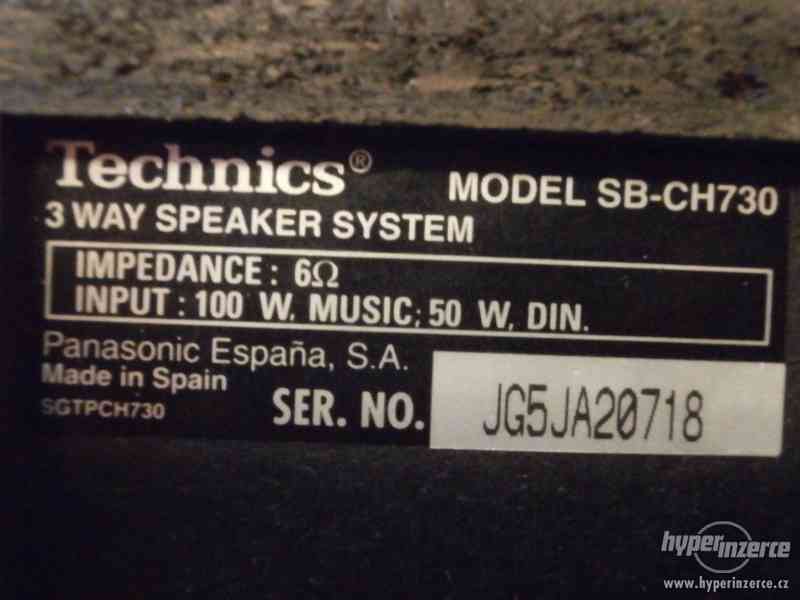 Technics®
MODEL SB-CH730
3 WAY SPEAKER SYSTEM
IMPEDANCE : 6Ω
INPUT : 100 W. MUSIC; 50 W. DIN.
Panasonic España, S.A.
Made in Spain
SGTPCH730
SER. NO. JG5JA20718
hyperinzerce
www.hyperinzerce.cz